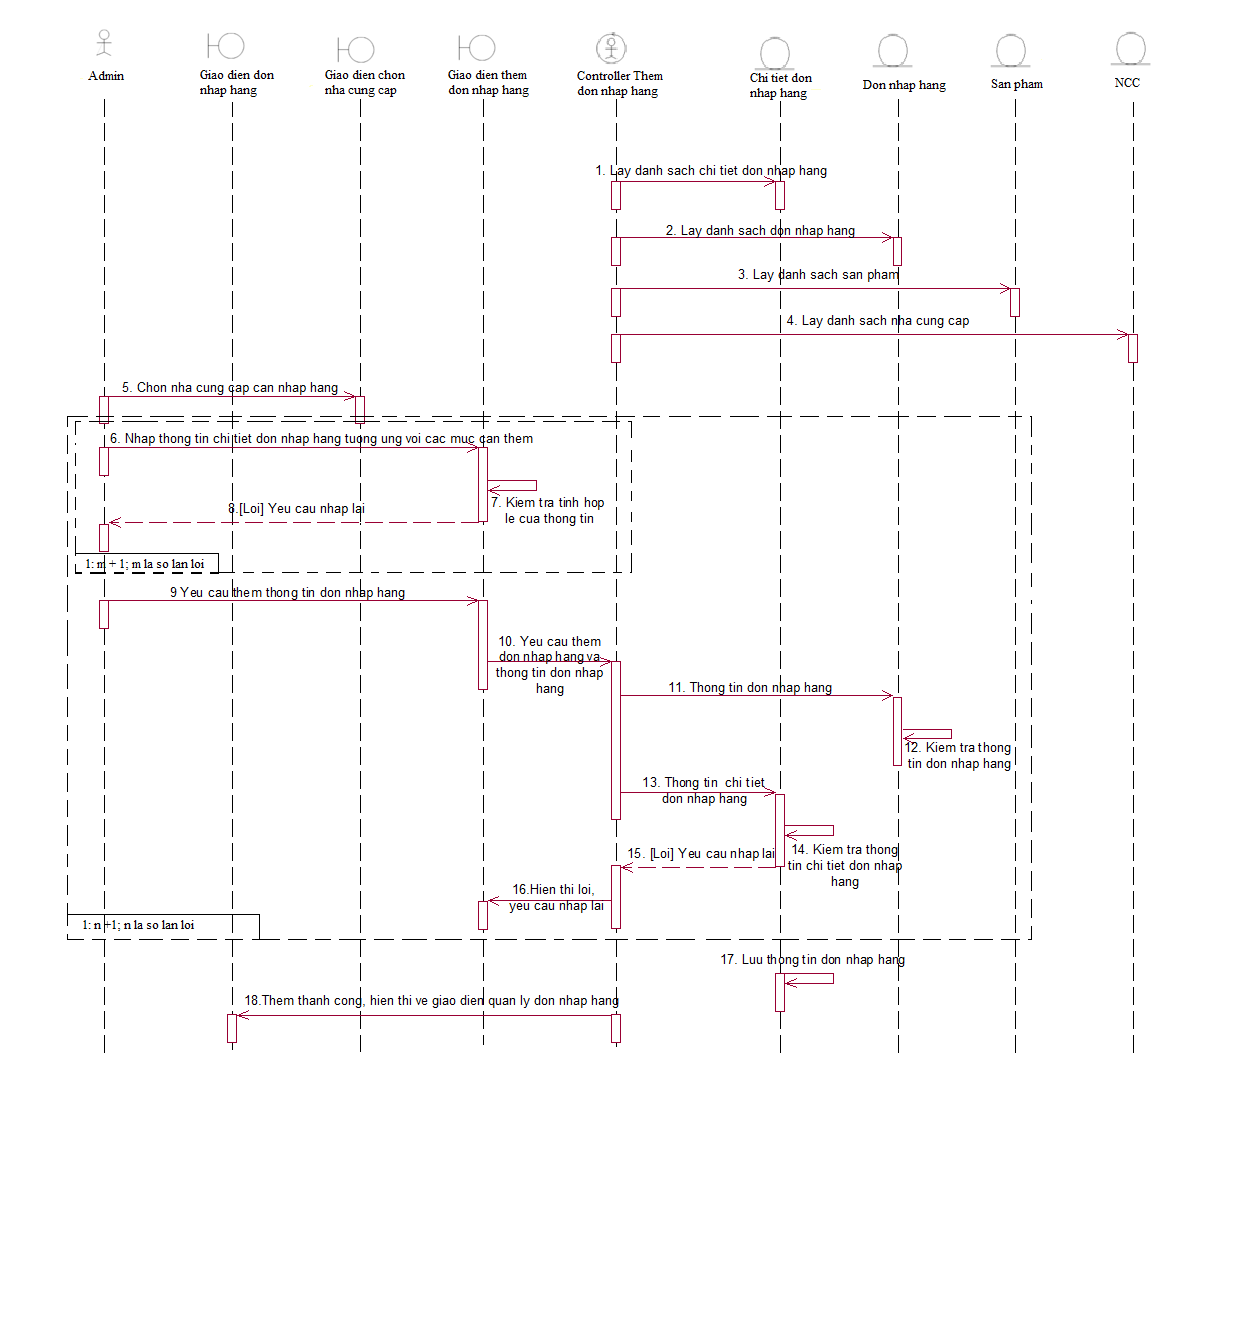 Admin
Giao dien don
nhap hang
Giao dien chon
nha cung cap
Giao dien them
don nhap hang
Controller Them
don nhap hang
Chi tiet don
nhap hang
Don nhap hang
San pham
NCC
1. Lay danh sach chi tiet don nhap hang
2. Lay danh sach don nhap hang
3. Lay danh sach san pham
4. Lay danh sach nha cung cap
5. Chon nha cung cap can nhap hang
6. Nhap thong tin chi tiet don nhap hang tuong ung voi cac muc can them
7. Kiem tra tinh hop
le cua thong tin
8.[Loi] Yeu cau nhap lai
1: m + 1; m la so lan loi
9 Yeu cau them thong tin don nhap hang
10. Yeu cau them
don nhap hang va
thong tin don nhap
hang
11. Thong tin don nhap hang
12. Kiem tra thong
tin don nhap hang
13. Thong tin chi tiet
don nhap hang
14. Kiem tra thong
tin chi tiet don nhap
hang
15. [Loi] Yeu cau nhap lai
16.Hien thi loi,
yeu cau nhap lai
1: n +1; n la so lan loi
17. Luu thong tin don nhap hang
18.Them thanh cong, hien thi ve giao dien quan ly don nhap hang